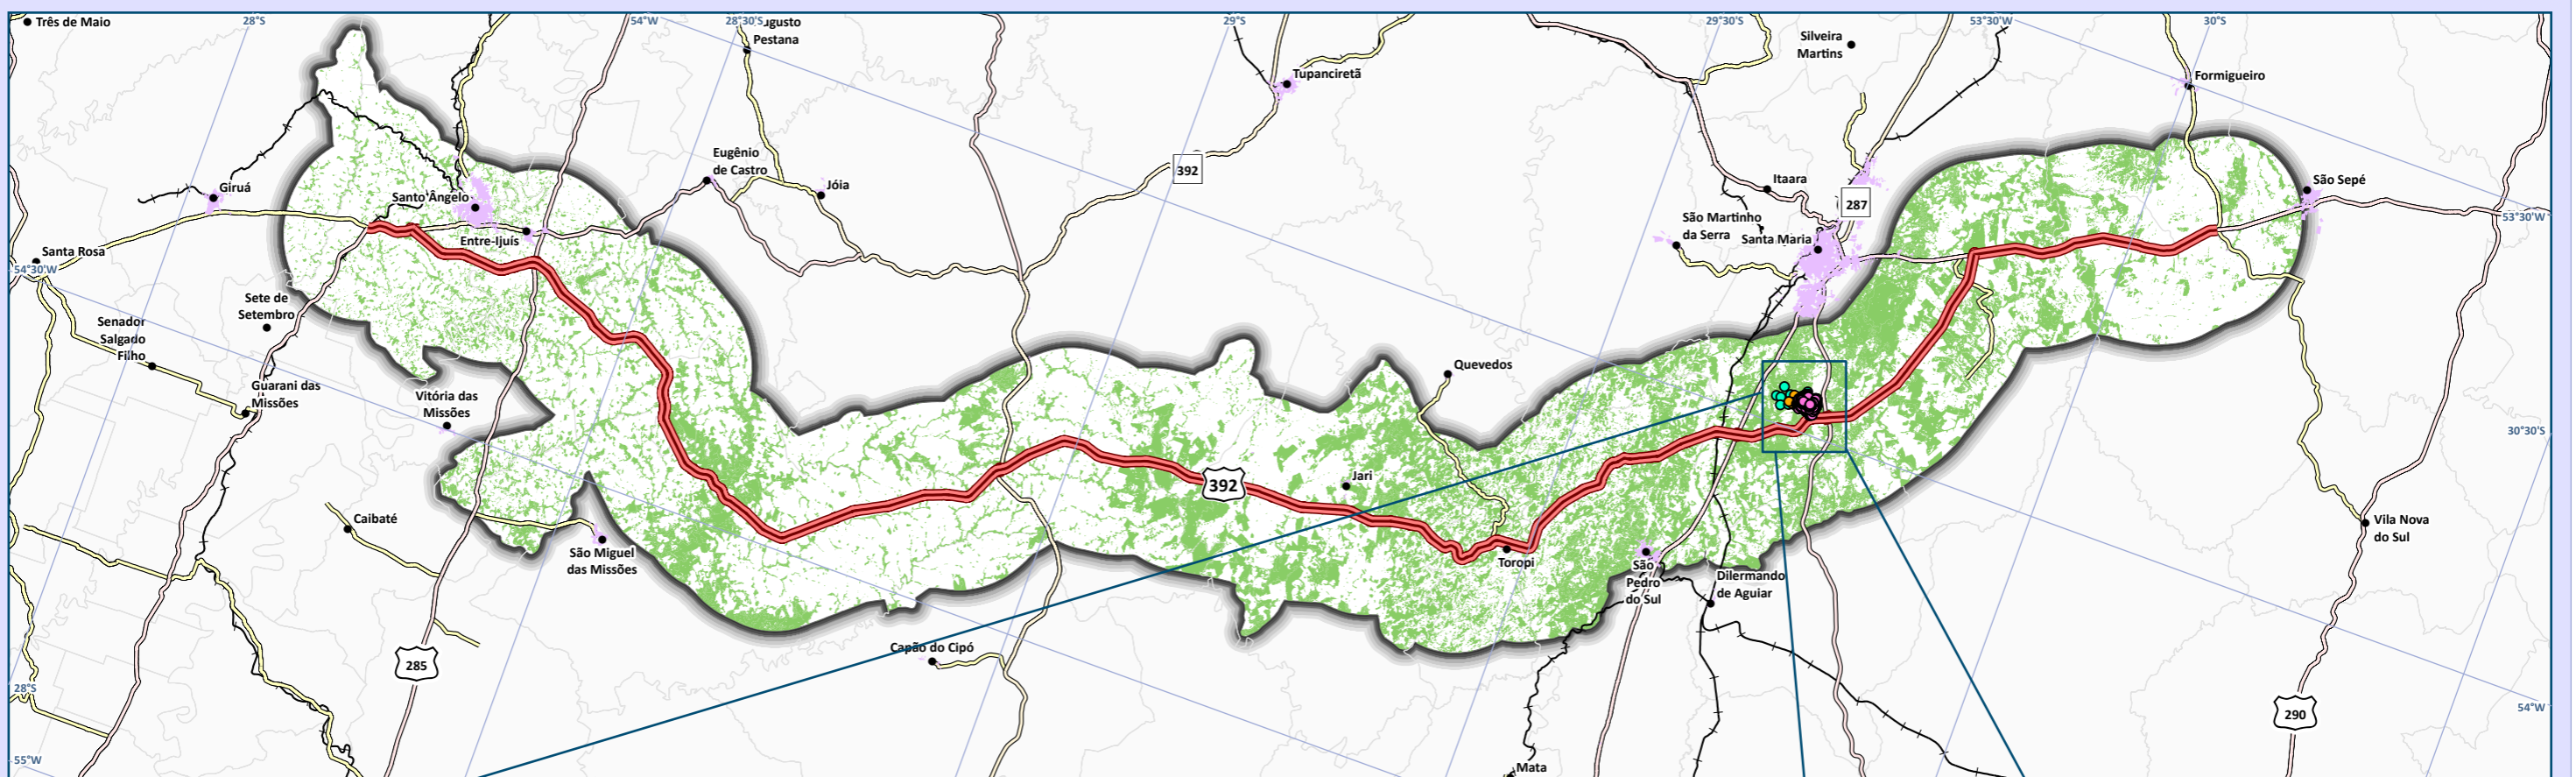 Três de Maio
28°S
54°W
28°30'S
ugusto
Pestana
29°S
29°30'S
53°30'W
30°S
Silveira
Martins
Tupanciretã
Formigueiro
Eugênio
de Castro
392
Giruá
Santo Ângelo
Jóia
Itaara
287
São Sepé
São Martinho
da Serra
Santa Maria
53°30'W
Entre-Ijuís
Santa Rosa
54°30'W
Sete de
Setembro
Senador
Salgado
Filho
Quevedos
Guarani das
Missões
Vitória das
Missões
30°30'S
Jari
392
Caibaté
Vila Nova
do Sul
São Miguel
das Missões
Toropi
São
Pedro
do Sul
Dilermando
de Aguiar
Capão do Cipó
285
28°S
54°W
290
55°W
Mata